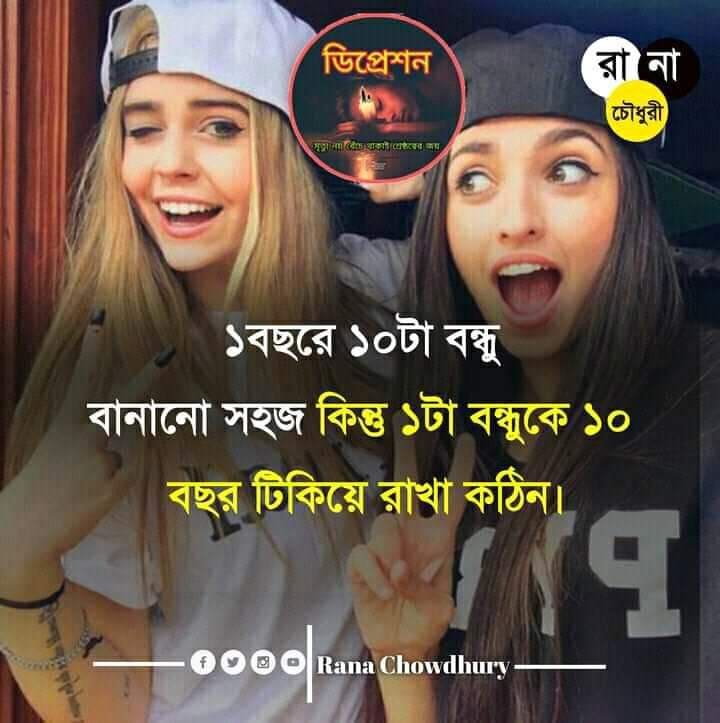 ডিপ্রেশন
রা না
চৌধুরী
১বছরে ১০টা বন্ধু
বানানো সহজ কিন্তু ১টা বন্ধুকে ১০
বছর টিকিয়ে রাখা কঠিন।
Rana Chowdhury